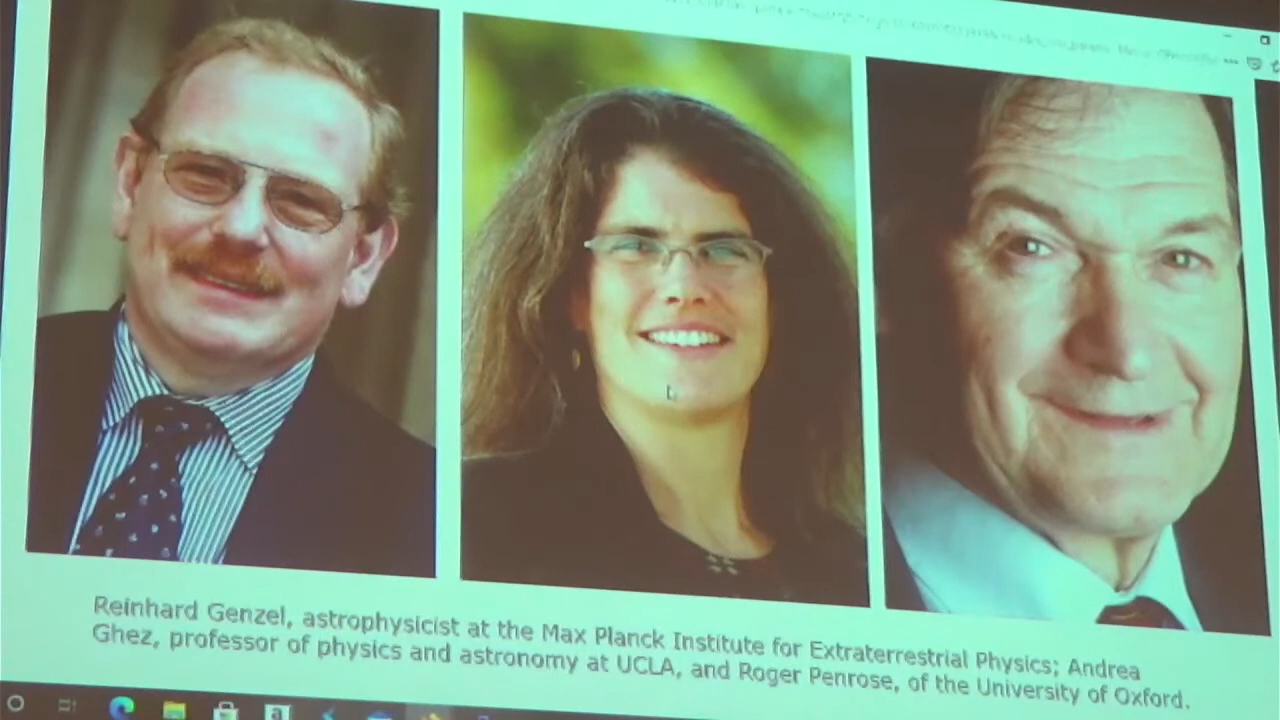 Reinhard Genzel, astrophysicist at the Max Planck Institute for Extraterrestrial Physics; Andrea
Ghez, professor of physics and astronomy at UCLA, and Roger Penrose, of the University of Oxford.